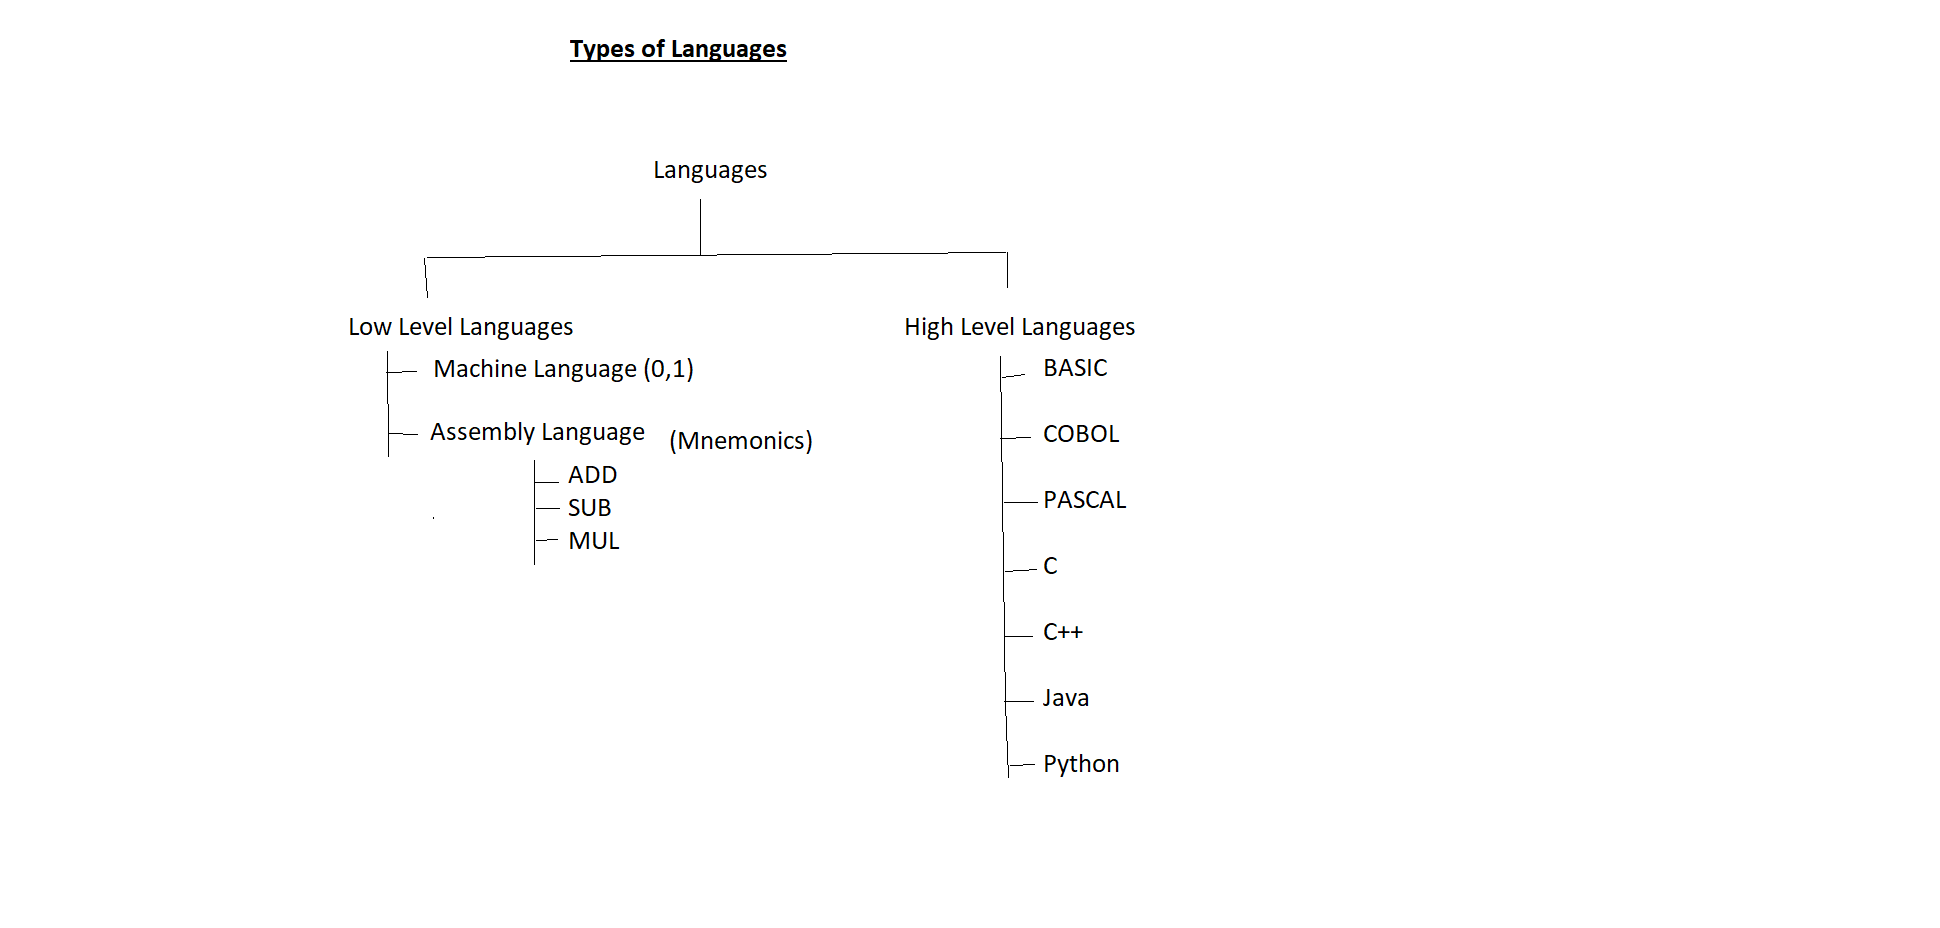 Types of Languages
Languages
Low Level Languages
Machine Language (0,1)
Assembly Language (Mnemonics)
ADD
SUB
MUL
High Level Languages
BASIC
COBOL
PASCAL
C
C++
Java
Python